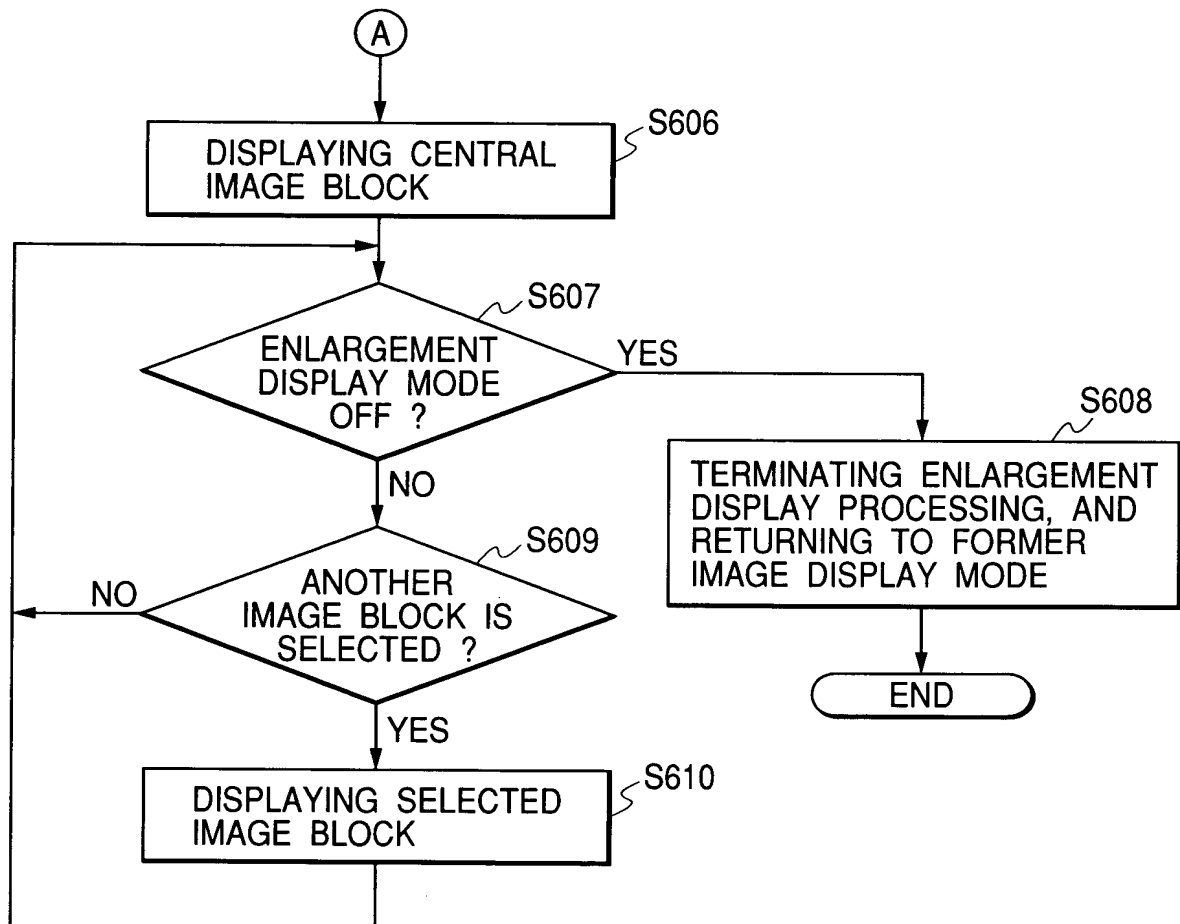 A
S606
DISPLAYING CENTRAL
IMAGE BLOCK
S607
ENLARGEMENT
DISPLAY MODE
OFF ?
YES
S608
TERMINATING ENLARGEMENT
DISPLAY PROCESSING, AND
RETURNING TO FORMER
IMAGE DISPLAY MODE
END
NO
S609
ANOTHER
IMAGE BLOCK IS
SELECTED ?
NO
YES
S610
DISPLAYING SELECTED
IMAGE BLOCK